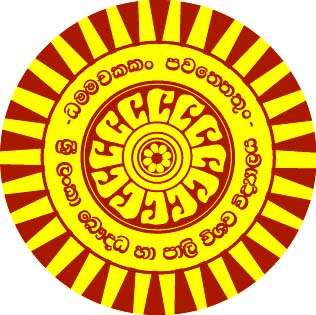 - ධම්මචක්කං පවත්තෙතුං -
ශ්‍රී ලංකා බෞද්ධ හා පාලි විශ්ව විද්‍යාලය